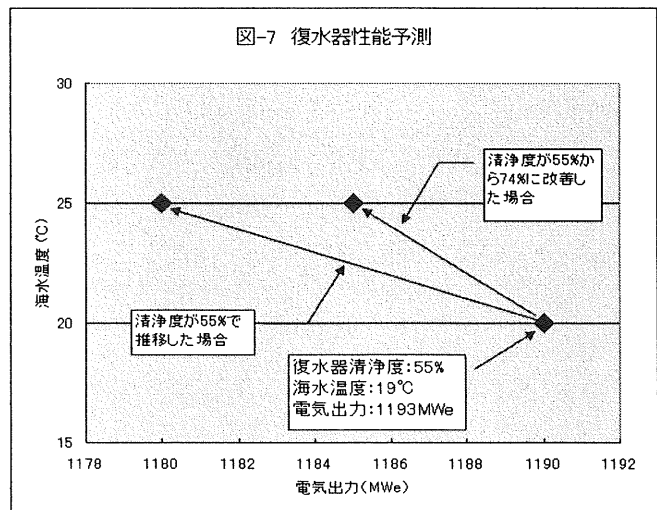 図-7 復水器性能予測
30
25
20
15
海水温度(℃)
清浄度が55%か
ら74%に改善し
た場合
清浄度が55%で
推移した場合
復水器清浄度:55%
海水温度:19℃
電気出力:1193MWe
1178 1180 1182 1184 1186 1188 1190 1192
電気出力(MWe)